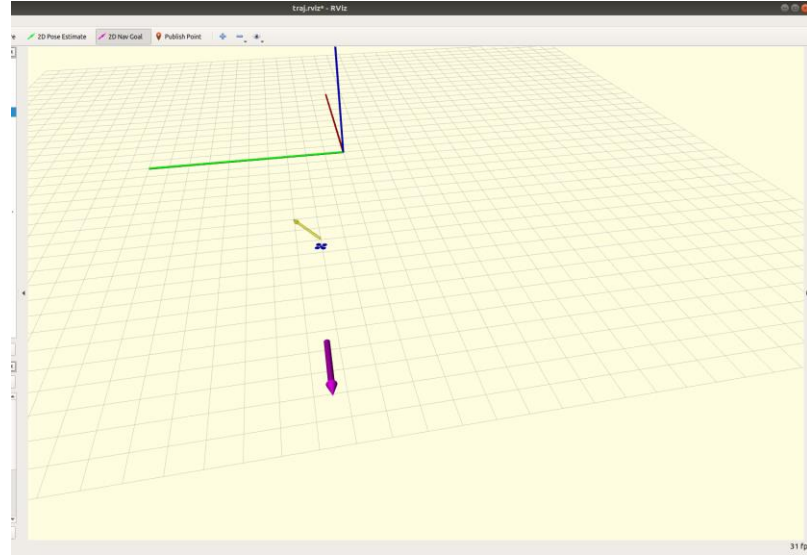 traj.rviz* - RViz
2D Pose Estimate 2D Nav Goal Publish Point
31 fp